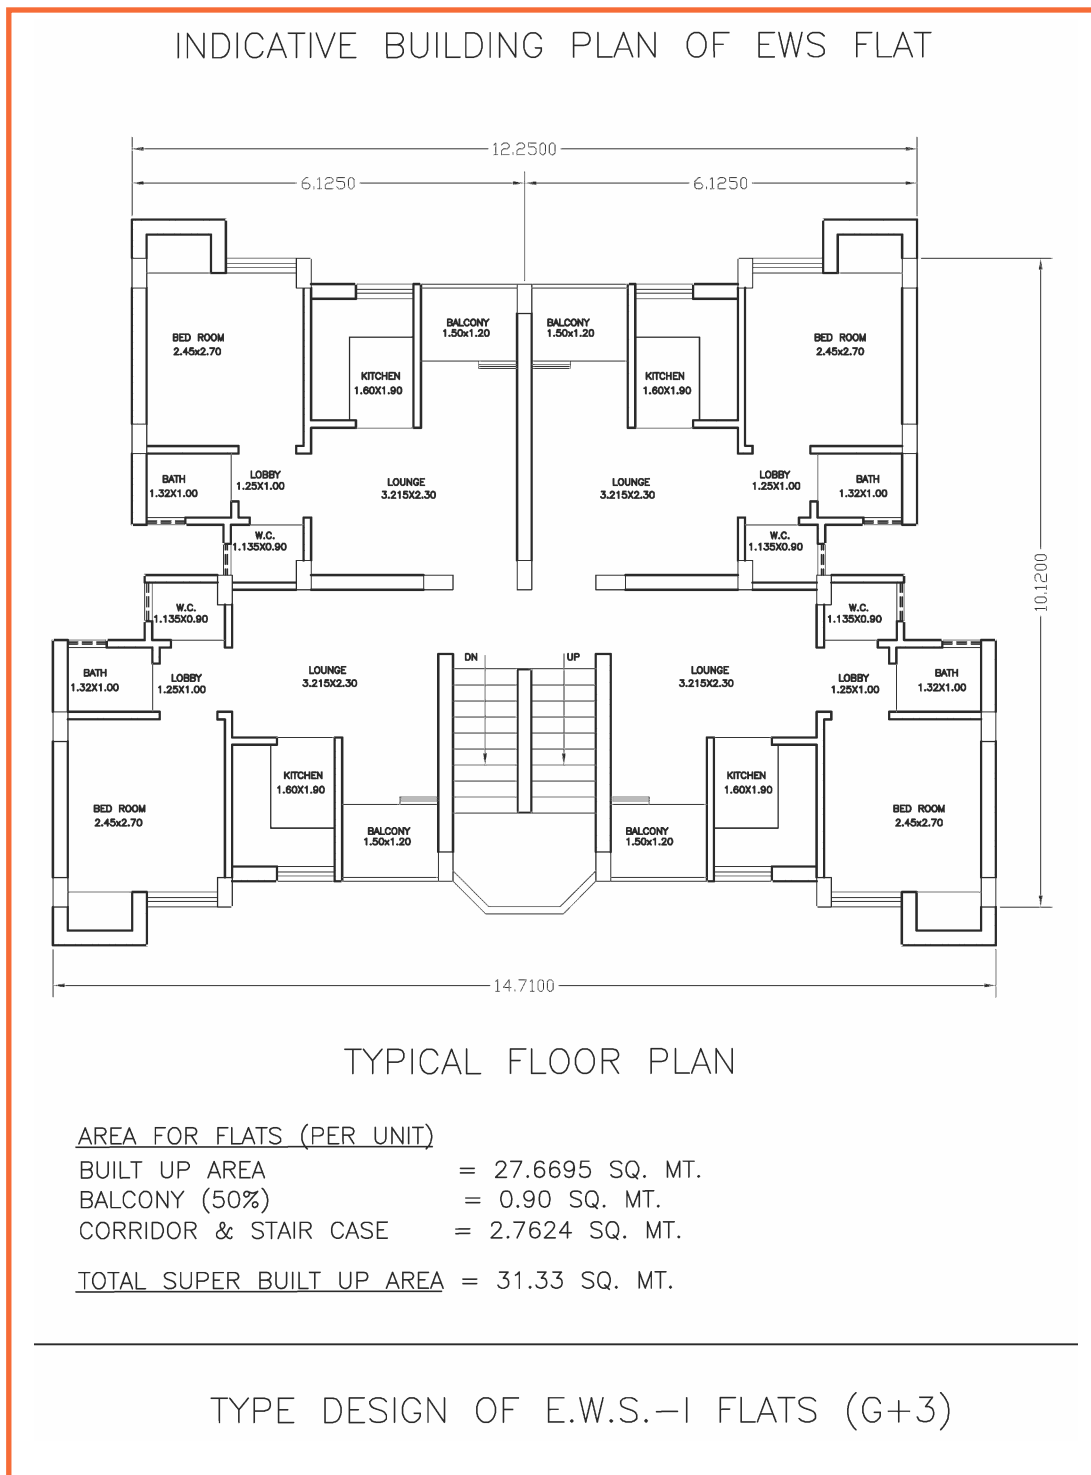 INDICATIVE BUILDING PLAN OF EWS FLAT
12.2500
6.1250 6.1250
BALCONY
1.50x1.20
BALCONY
1.50x1.20
BED ROOM
2.45x2.70
BED ROOM
2.45x2.70
KITCHEN
1.60X1.90
KITCHEN
1.60X1.90
BATH
1.32X1.00
LOBBY
1.25X1.00
LOUNGE
3.215X2.30
LOUNGE
3.215X2.30
LOBBY
1.25X1.00
BATH
1.32X1.00
W.C.
1.135X0.90
W.C.
1.135X0.90
10.1200
W.C.
1.135X0.90
W.C.
1.135X0.90
DN UP
BATH
1.32X1.00
LOBBY
1.25X1.00
LOUNGE
3.215X2.30
LOUNGE
3.215X2.30
LOBBY
1.25X1.00
BATH
1.32X1.00
KITCHEN
1.60X1.90
KITCHEN
1.60X1.90
BED ROOM
2.45x2.70
BED ROOM
2.45x2.70
BALCONY
1.50x1.20
BALCONY
1.50x1.20
14.7100
TYPICAL FLOOR PLAN
AREA FOR FLATS (PER UNIT)
BUILT UP AREA = 27.6695 SQ. MT.
BALCONY (50%) = 0.90 SQ. MT.
CORRIDOR & STAIR CASE = 2.7624 SQ. MT.
TOTAL SUPER BUILT UP AREA = 31.33 SQ. MT.
TYPE DESIGN OF E.W.S.-I FLATS (G+3)